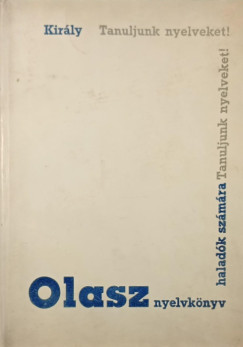 Király Tanuljunk nyelveket!
haladók számára Tanuljunk nyelveket!
Olasz nyelvkönyv